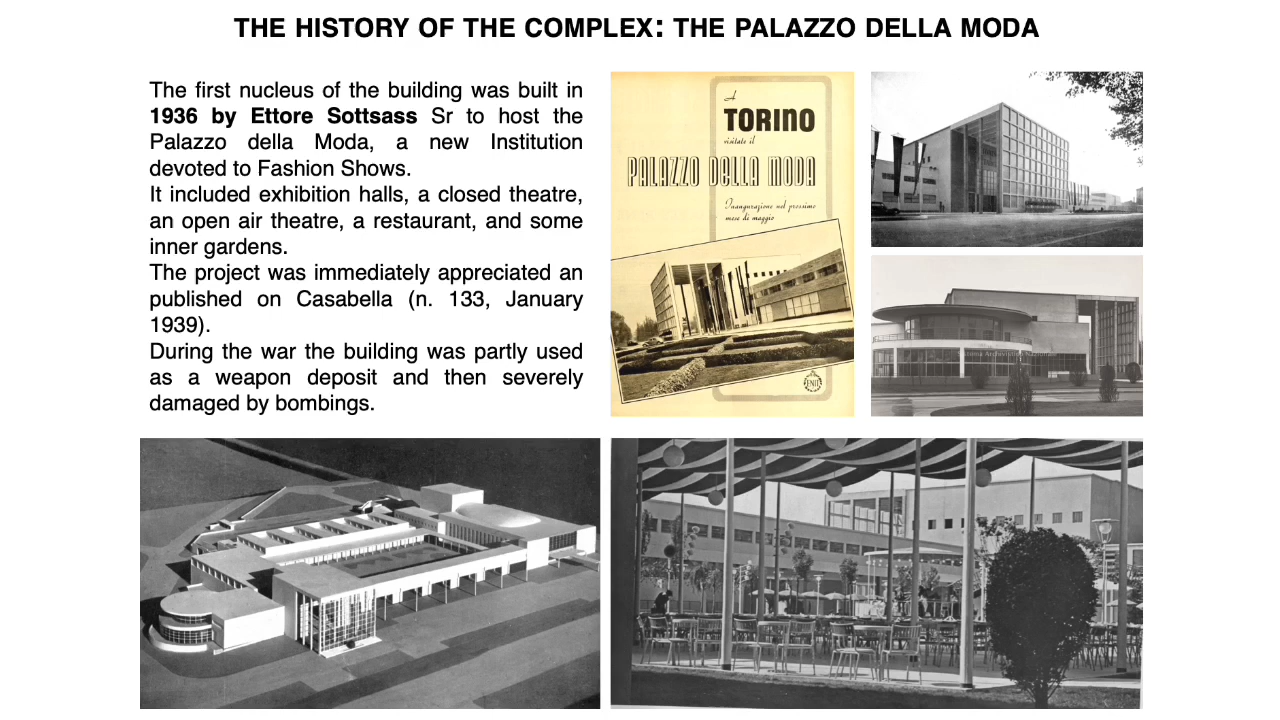 THE HISTORY OF THE COMPLEX: THE PALAZZO DELLA MODA
The first nucleus of the building was built in
1936 by Ettore Sottsass Sr to host the
Palazzo della Moda, a new Institution
devoted to Fashion Shows.
It included exhibition halls, a closed theatre,
an open air theatre, a restaurant, and some
inner gardens.
The project was immediately appreciated an
published on Casabella (n. 133, January
1939).
During the war the building was partly used
as a weapon deposit and then severely
damaged by bombings.
A
TORINO
visitate il
PALAZZO DELLA MODA
Inaugurazione nel prossimo
mese di maggio
ENIT